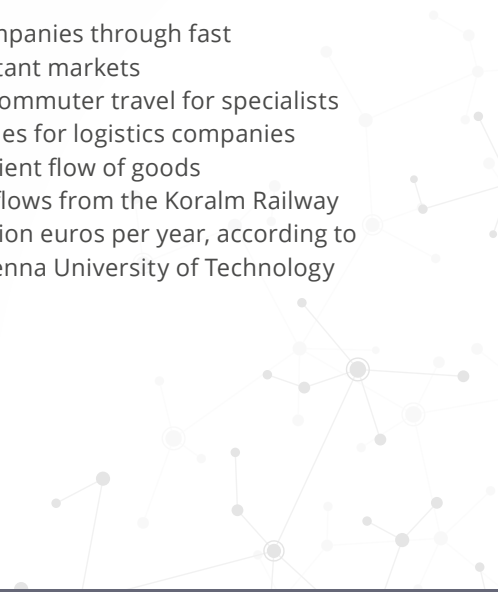 mpanies through fast
tant markets
ommuter travel for specialists
es for logistics companies
ient flow of goods
flows from the Koralm Railway
ion euros per year, according to
enna University of Technology